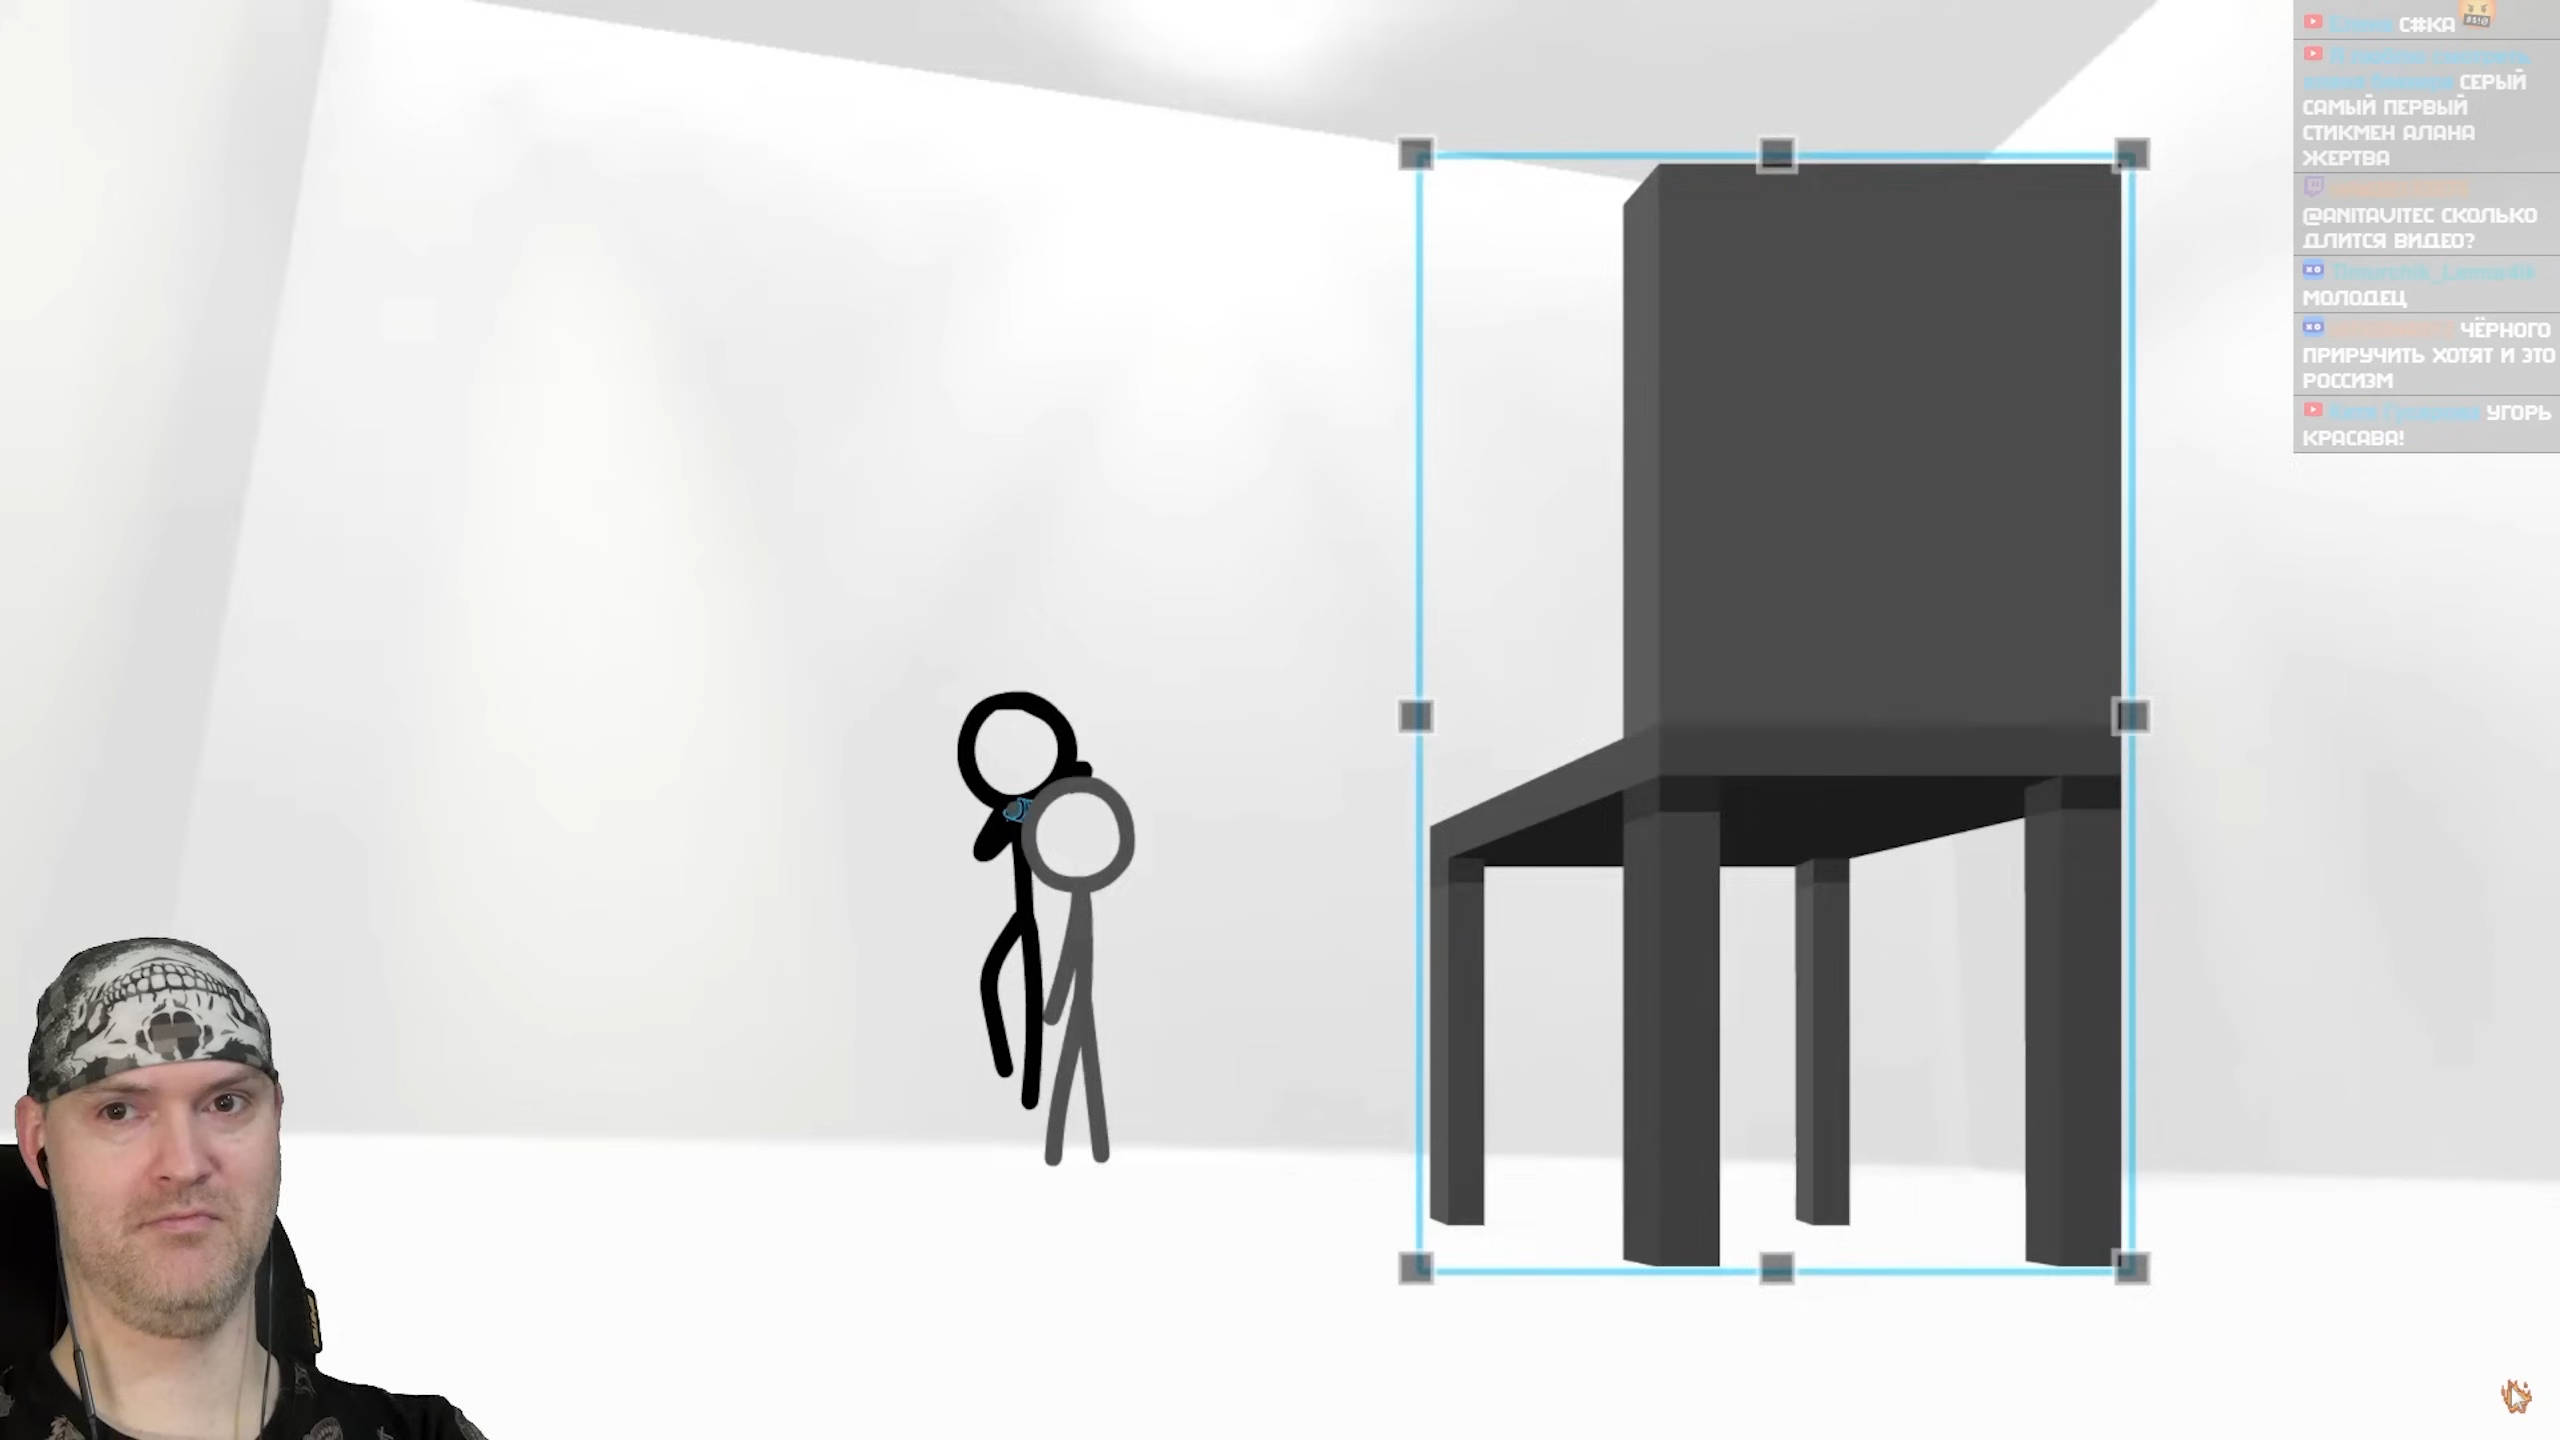 С#КА
СЕРЫЙ
САМЫЙ ПЕРВЫЙ
СТИКМЕН АЛАНА
ЖЕРТВА
@ANITAVITEC СКОЛЬКО
ДЛИТСЯ ВИДЕО?
МОЛОДЕЦ
ЧЁРНОГО
ПРИРУЧИТЬ ХОТЯТ И ЭТО
РОССИЗМ
УГОРЬ
КРАСАВА!